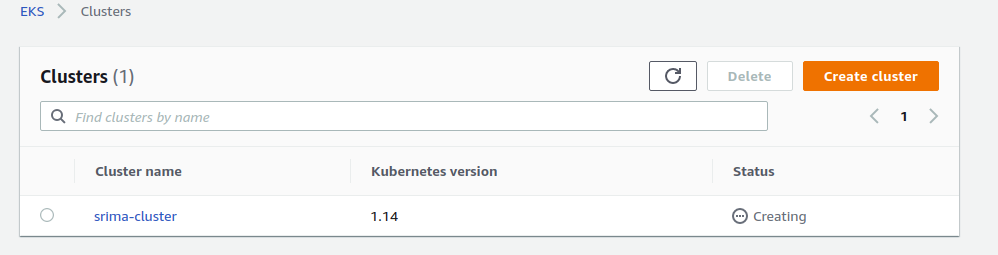 EKS > Clusters
Clusters (1)
Delete
Create cluster
Find clusters by name
1
Cluster name Kubernetes version Status
srima-cluster 1.14 Creating